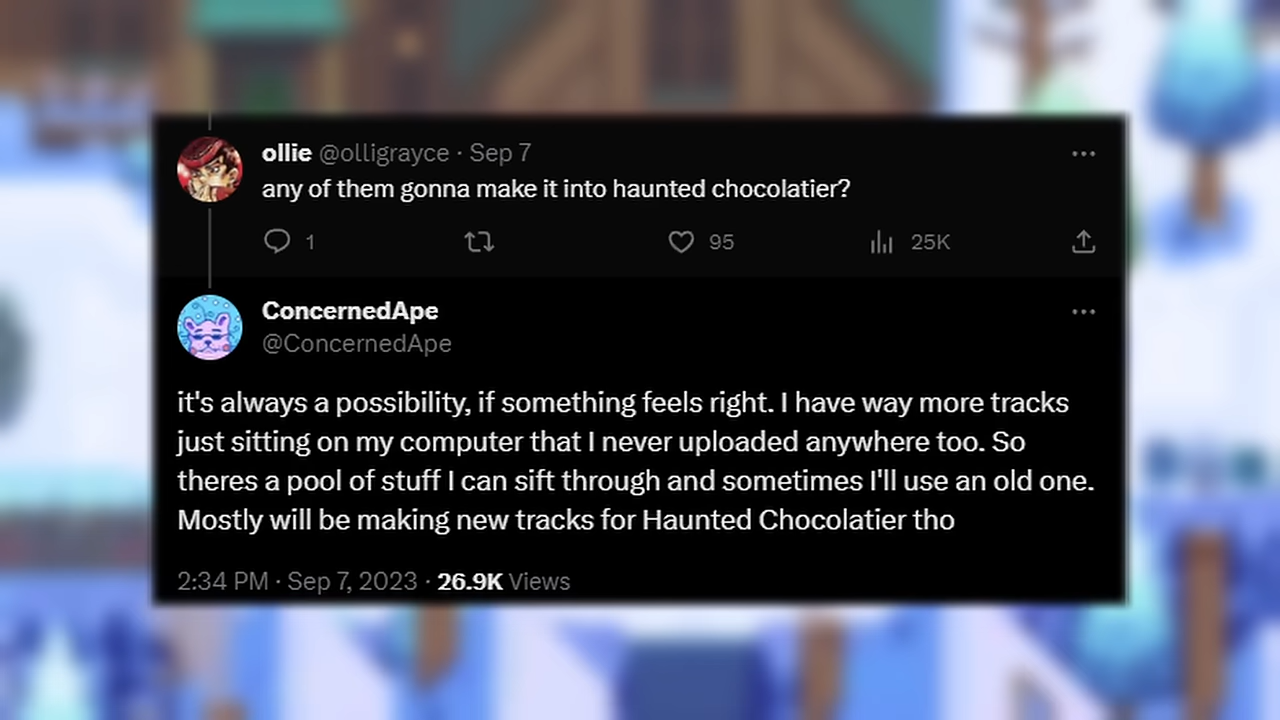 ollie @olligrayce · Sep 7
any of them gonna make it into haunted chocolatier?
1 95 25K
ConcernedApe
@ConcernedApe
it's always a possibility, if something feels right. I have way more tracks
just sitting on my computer that I never uploaded anywhere too. So
theres a pool of stuff I can sift through and sometimes I'll use an old one.
Mostly will be making new tracks for Haunted Chocolatier tho
2:34 PM · Sep 7, 2023 · 26.9K Views